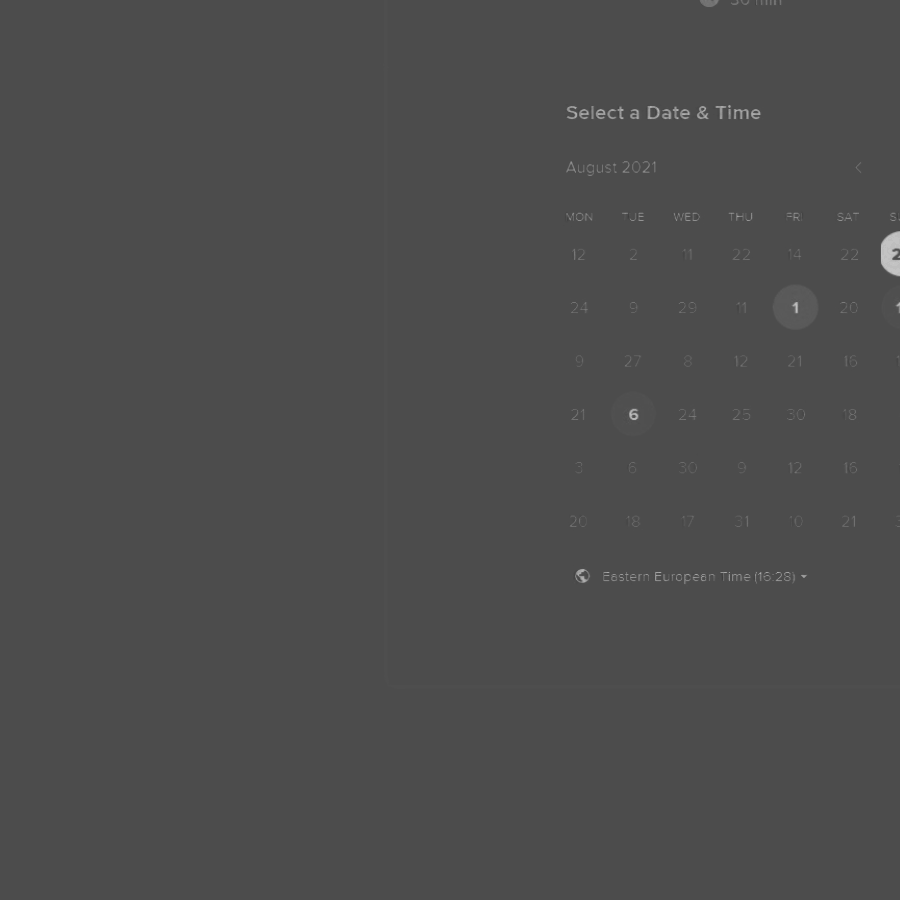 30 min
Select a Date & Time
August 2021
MON TUE WED THU FRI SAT
12 2 11 22 14 22 2
24 9 29 11 1 20 1
9 27 8 12 21 16 1
21 6 24 25 30 18
3 6 30 9 12 16
20 18 17 31 10 21
Eastern European Time (16:28)